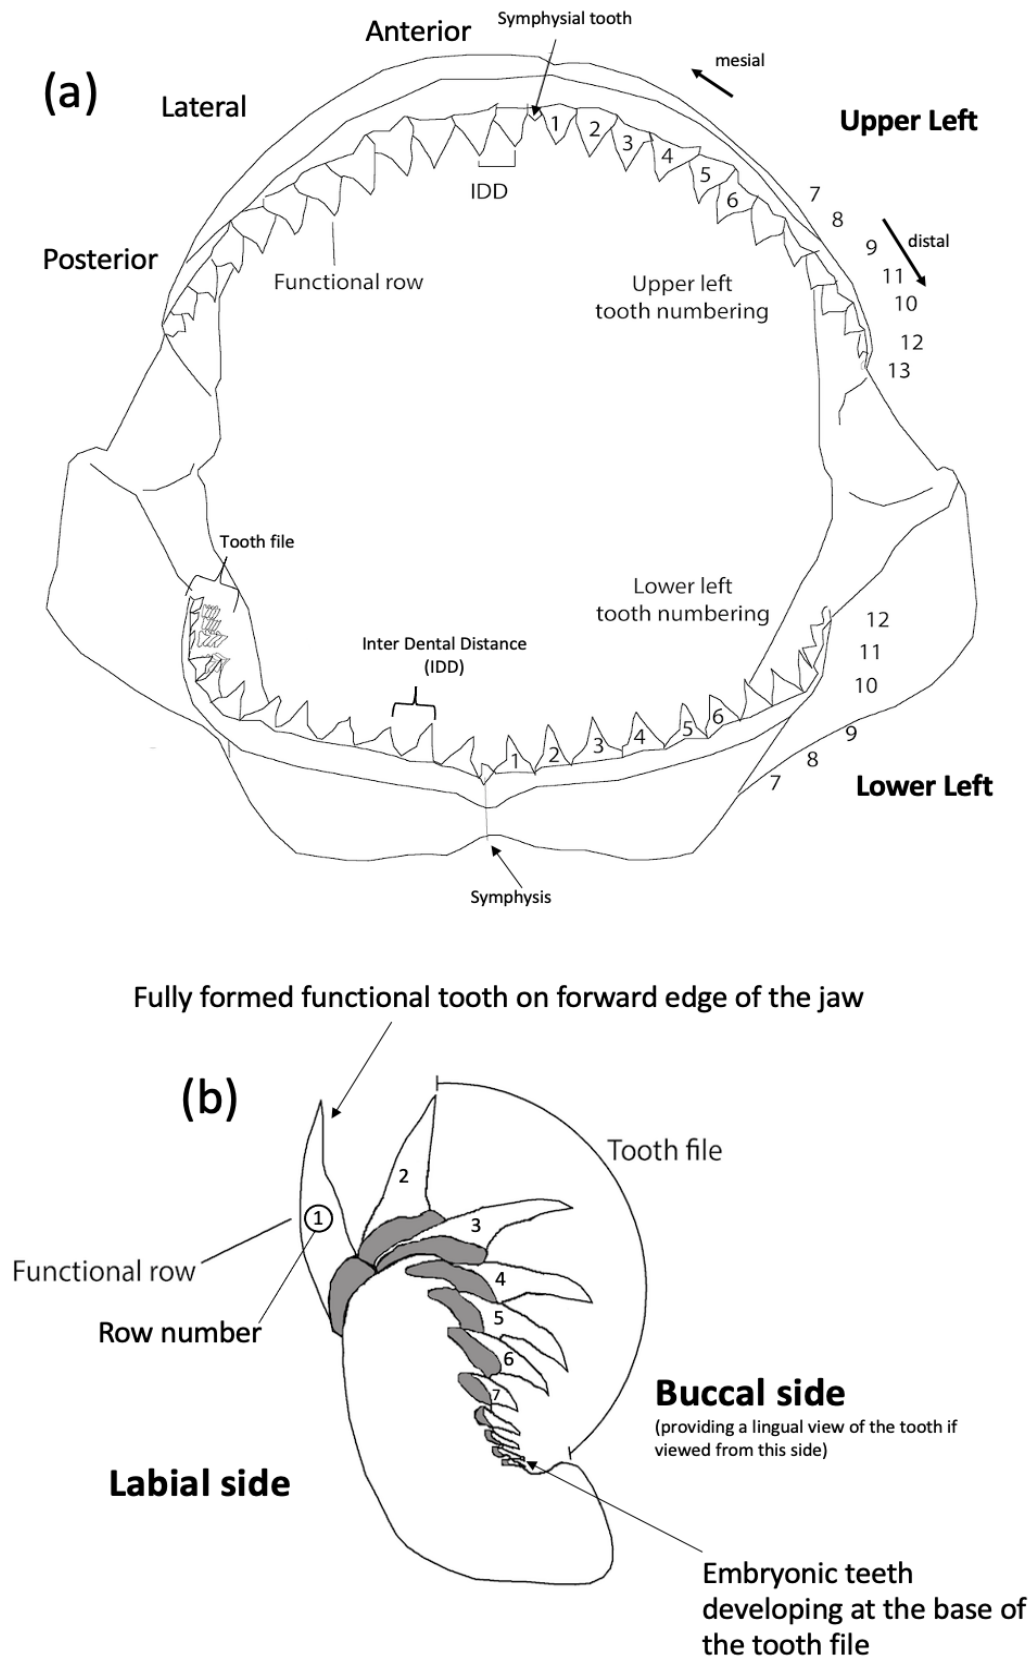 Symphysial tooth
Anterior
mesial
(a)
Lateral
Upper Left
1
2
3
4
5
6
IDD
7
8
9
distal
11
10
12
13
Posterior
Functional row
Upper left
tooth numbering
Tooth file
Lower left
tooth numbering
12
11
10
9
8
7
Inter Dental Distance
(IDD)
1
2
3
4
5
6
Lower Left
Symphysis
Fully formed functional tooth on forward edge of the jaw
(b)
Tooth file
2
1
3
Functional row
4
5
Row number
6
7
Buccal side
(providing a lingual view of the tooth if
viewed from this side)
Labial side
Embryonic teeth
developing at the base of
the tooth file